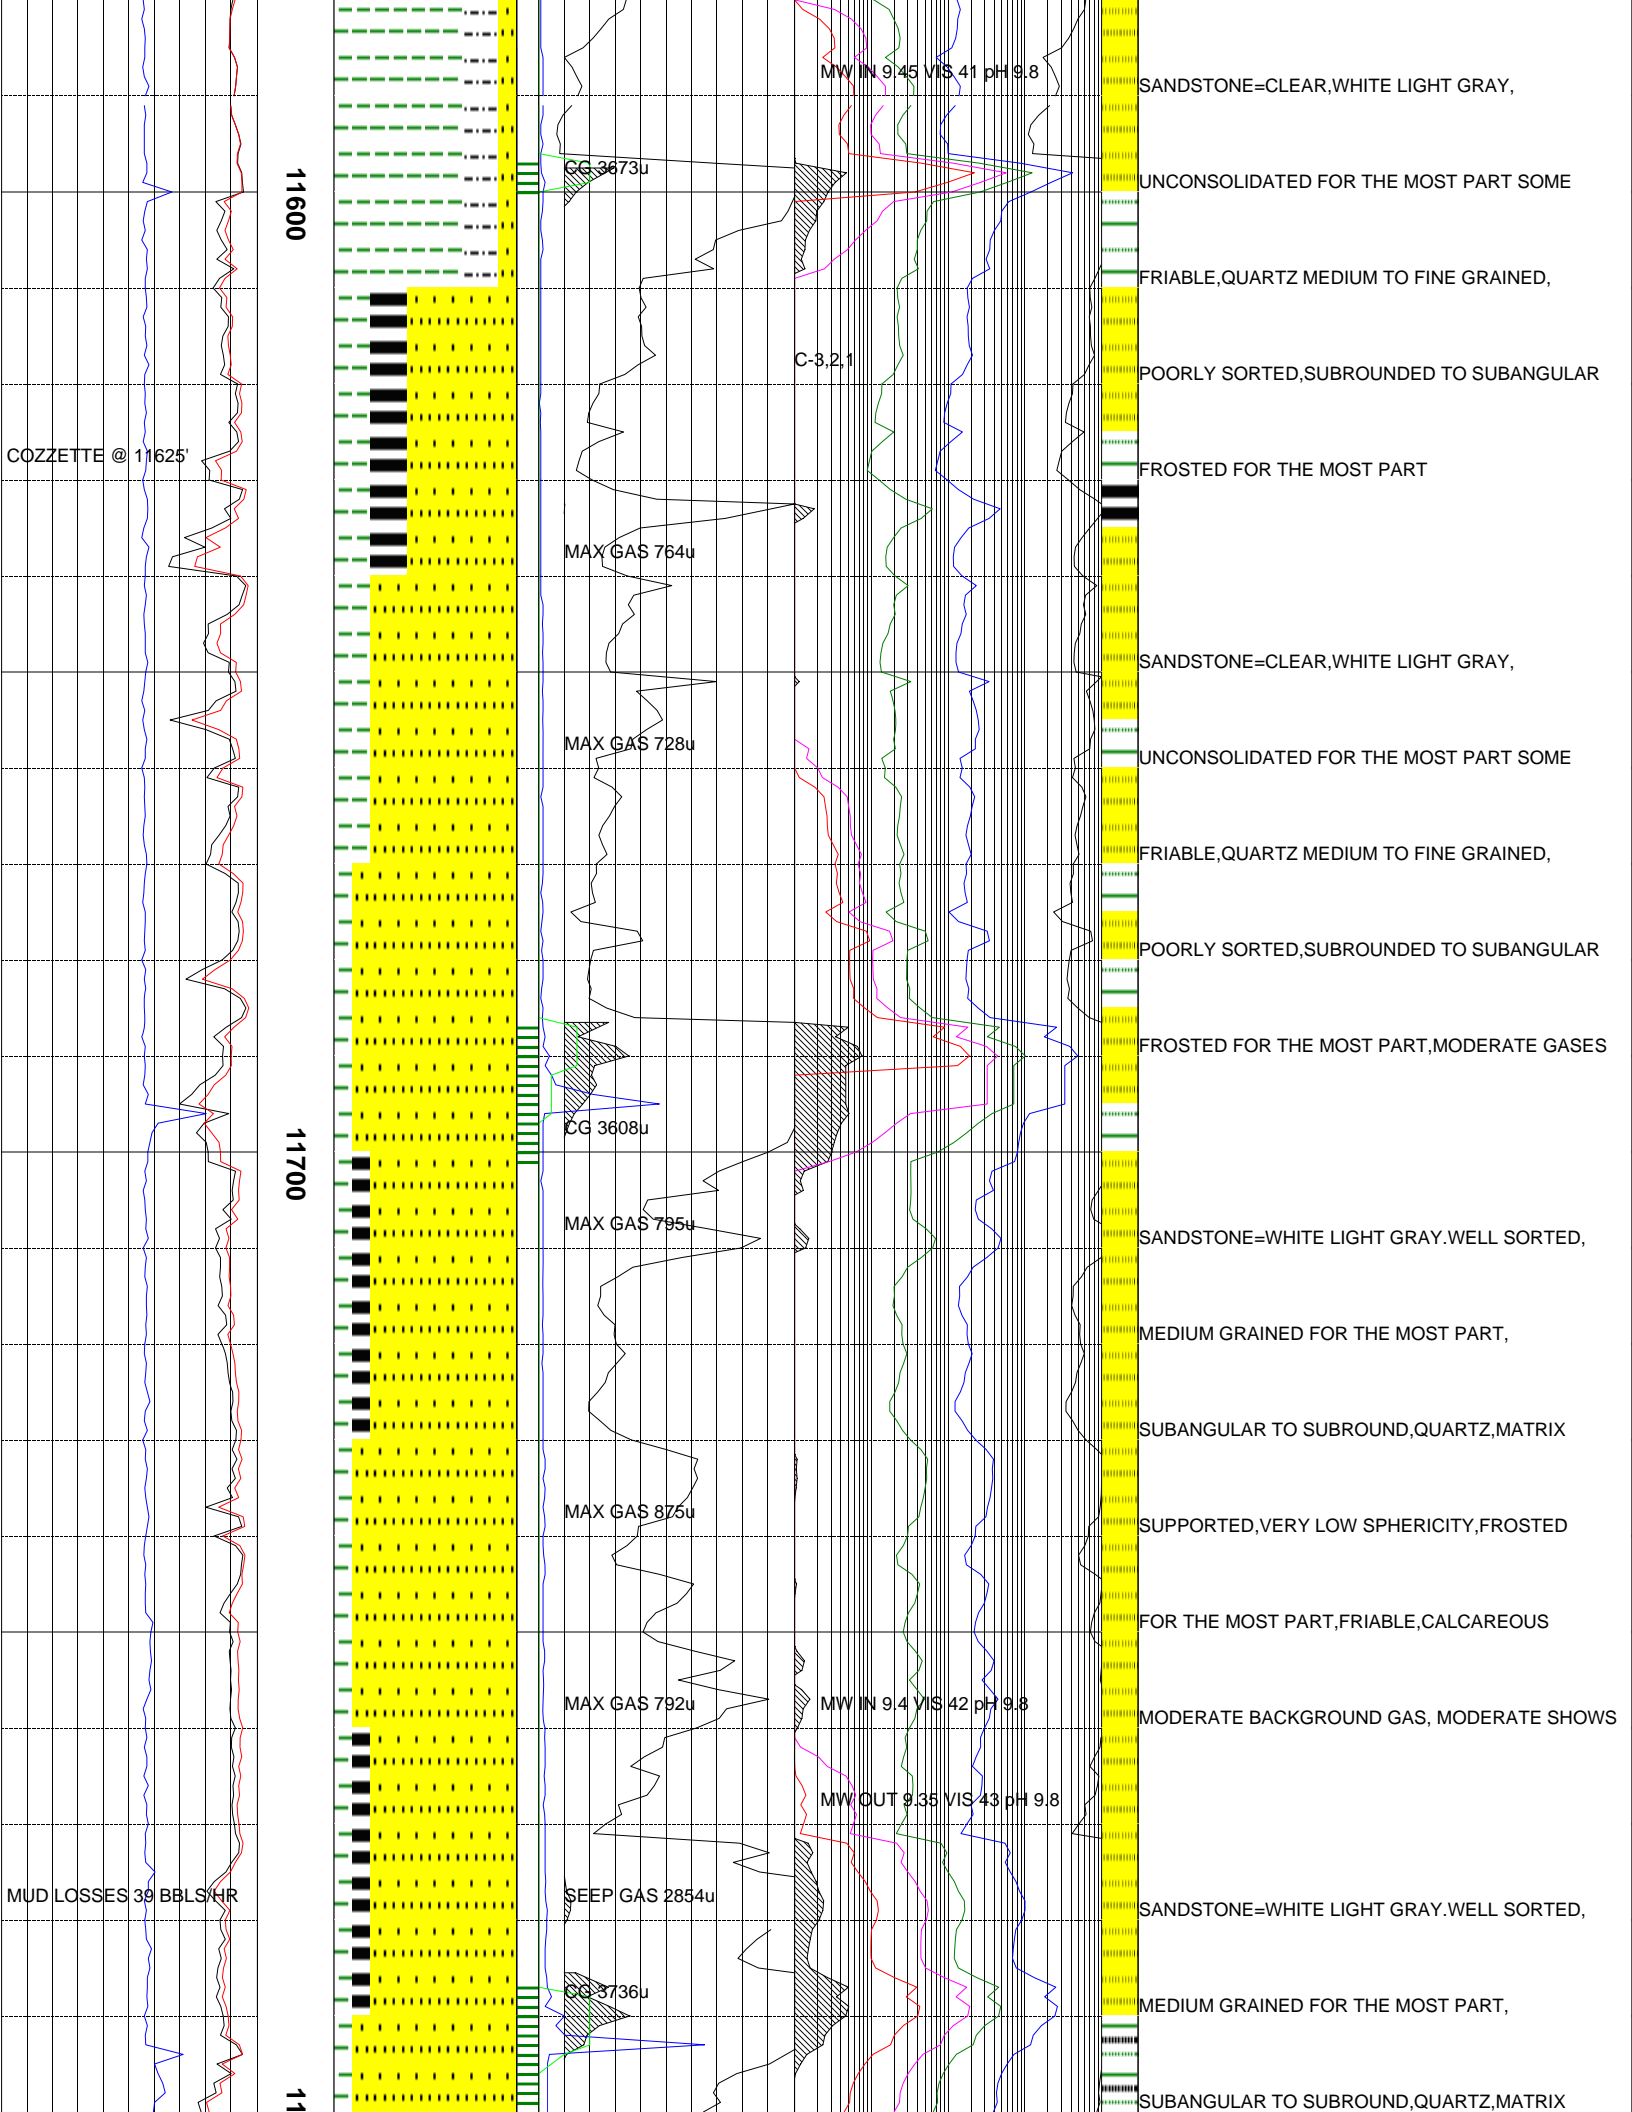 MW IN 9.45 VIS 41 pH 9.8
SANDSTONE=CLEAR,WHITE LIGHT GRAY,
CG 3673u
UNCONSOLIDATED FOR THE MOST PART SOME
11600
FRIABLE,QUARTZ MEDIUM TO FINE GRAINED,
C-3,2,1
POORLY SORTED,SUBROUNDED TO SUBANGULAR
COZZETTE @ 11625'
FROSTED FOR THE MOST PART
MAX GAS 764u
SANDSTONE=CLEAR,WHITE LIGHT GRAY,
MAX GAS 728u
UNCONSOLIDATED FOR THE MOST PART SOME
FRIABLE,QUARTZ MEDIUM TO FINE GRAINED,
POORLY SORTED,SUBROUNDED TO SUBANGULAR
FROSTED FOR THE MOST PART,MODERATE GASES
CG 3608u
11700
MAX GAS 795u
SANDSTONE=WHITE LIGHT GRAY.WELL SORTED,
MEDIUM GRAINED FOR THE MOST PART,
SUBANGULAR TO SUBROUND,QUARTZ,MATRIX
MAX GAS 875u
SUPPORTED,VERY LOW SPHERICITY,FROSTED
FOR THE MOST PART,FRIABLE,CALCAREOUS
MAX GAS 792u
MW IN 9.4 VIS 42 pH 9.8
MODERATE BACKGROUND GAS, MODERATE SHOWS
MW OUT 9.35 VIS 43 pH 9.8
MUD LOSSES 39 BBLS/HR
SEEP GAS 2854u
SANDSTONE=WHITE LIGHT GRAY.WELL SORTED,
CG 3736u
MEDIUM GRAINED FOR THE MOST PART,
SUBANGULAR TO SUBROUND,QUARTZ,MATRIX